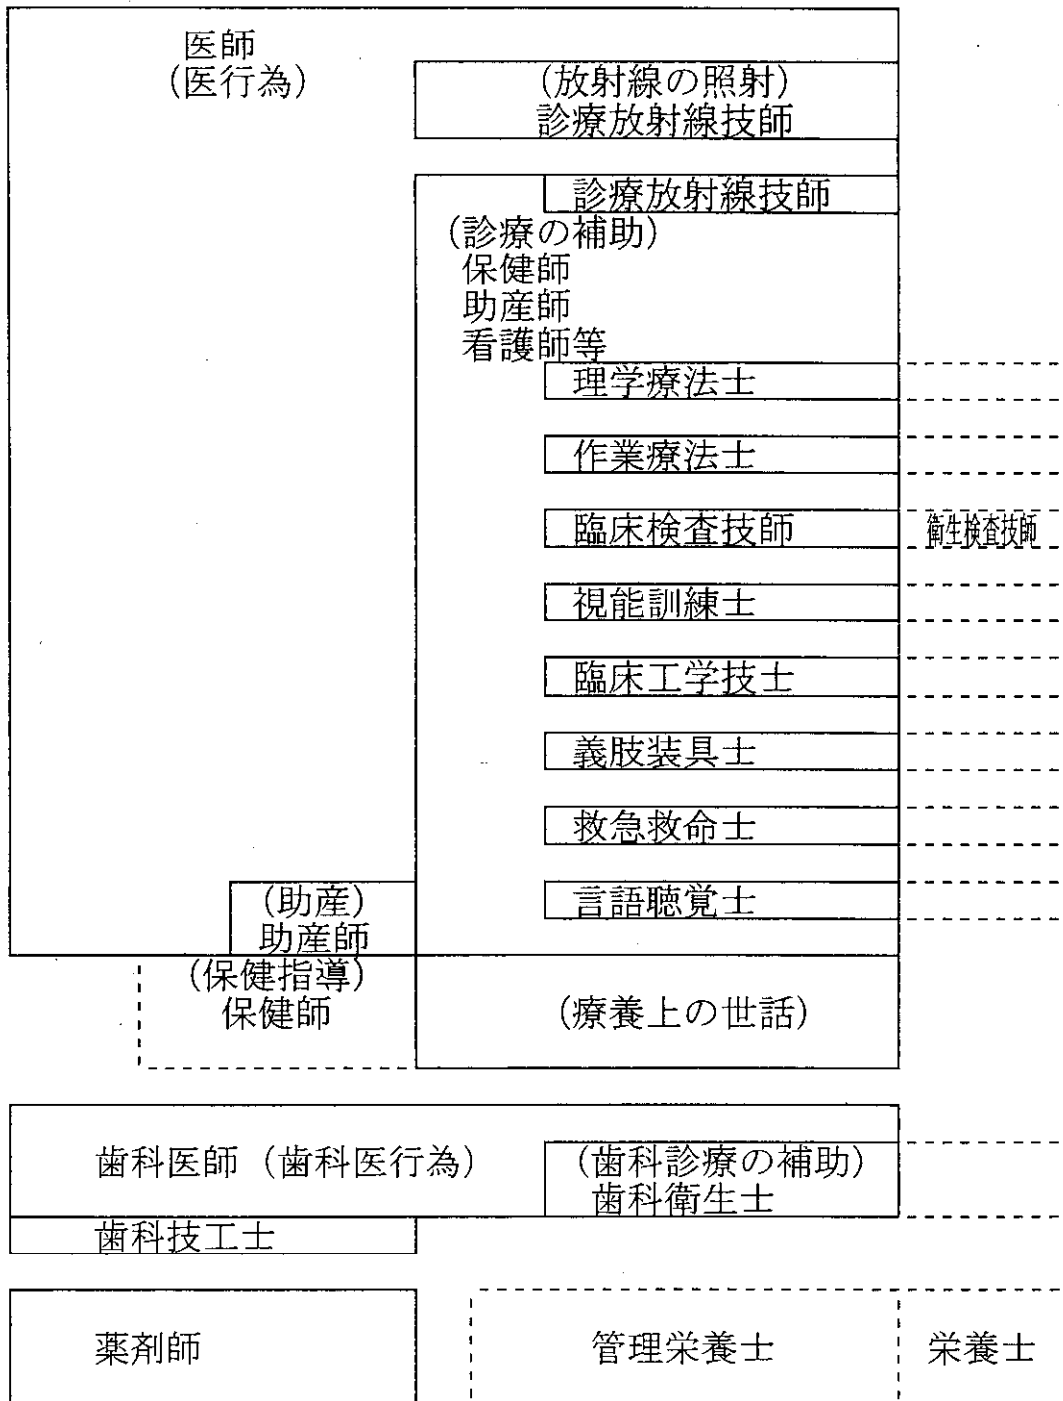 医師
(医行為)
(放射線の照射)
診療放射線技師
診療放射線技師
(診療の補助)
保健師
助産師
看護師等
理学療法士
作業療法士
臨床検査技師
衛生検査技師
視能訓練士
臨床工学技士
義肢装具士
救急救命士
言語聴覚士
(助産)
助産師
(保健指導)
保健師
(療養上の世話)
歯科医師 (歯科医行為)
(歯科診療の補助)
歯科衛生士
歯科技工士
薬剤師
管理栄養士
栄養士